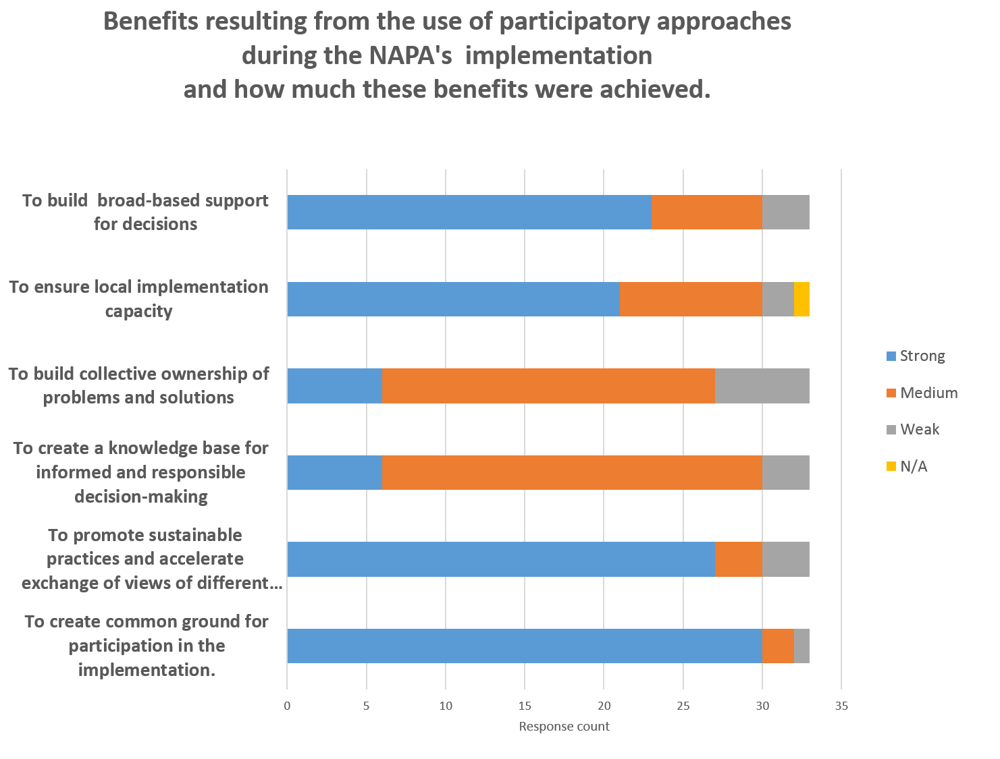 Benefits resulting from the use of participatory approaches
during the NAPA's  implementation
and how much these benefits were achieved.
To build  broad-based support
for decisions
To ensure local implementation
capacity
To build collective ownership of
problems and solutions
To create a knowledge base for
informed and responsible
decision-making
To promote sustainable
practices and accelerate
exchange of views of different...
To create common ground for
participation in the
implementation.
0 5 10 15 20 25 30 35
Response count
Strong
Medium
Weak
N/A